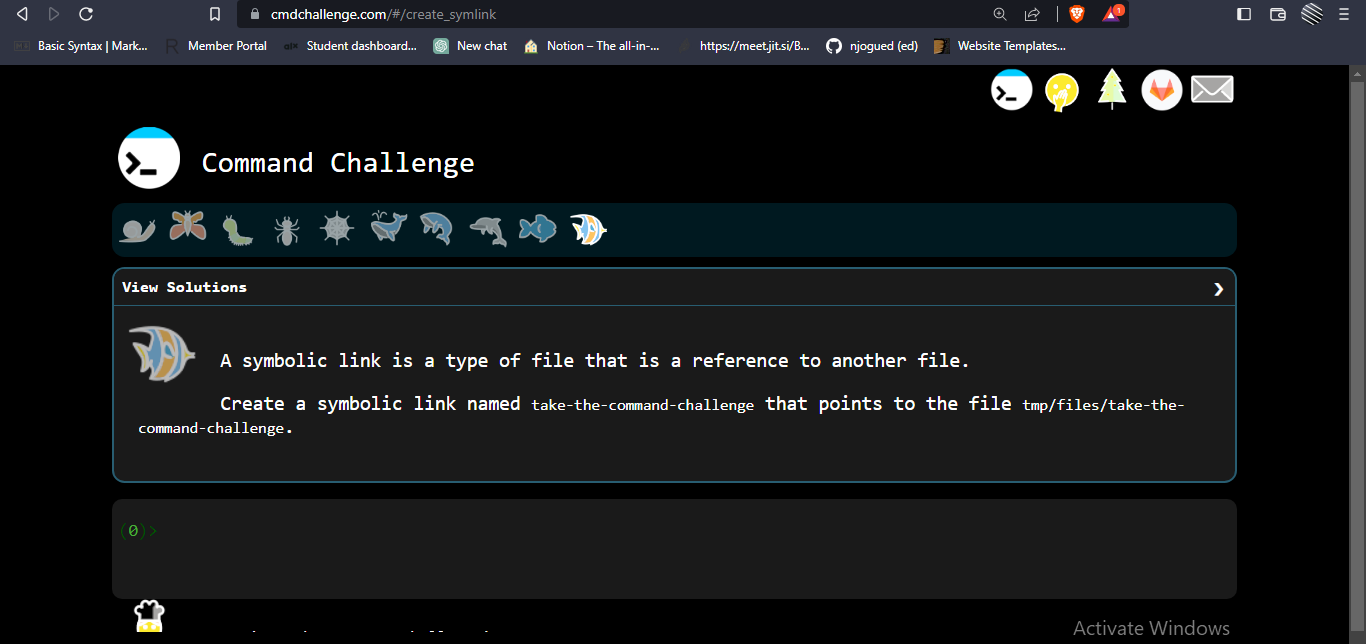 cmdchallenge.com/#/create_symlink
1
Basic Syntax | Mark... Member Portal Student dashboard... New chat Notion – The all-in-... https://meet.jit.si/B... njogued (ed) Website Templates...
Command Challenge
View Solutions
A symbolic link is a type of file that is a reference to another file.
Create a symbolic link named take-the-command-challenge that points to the file tmp/files/take-the-
command-challenge.
(0)>
Activate Windows